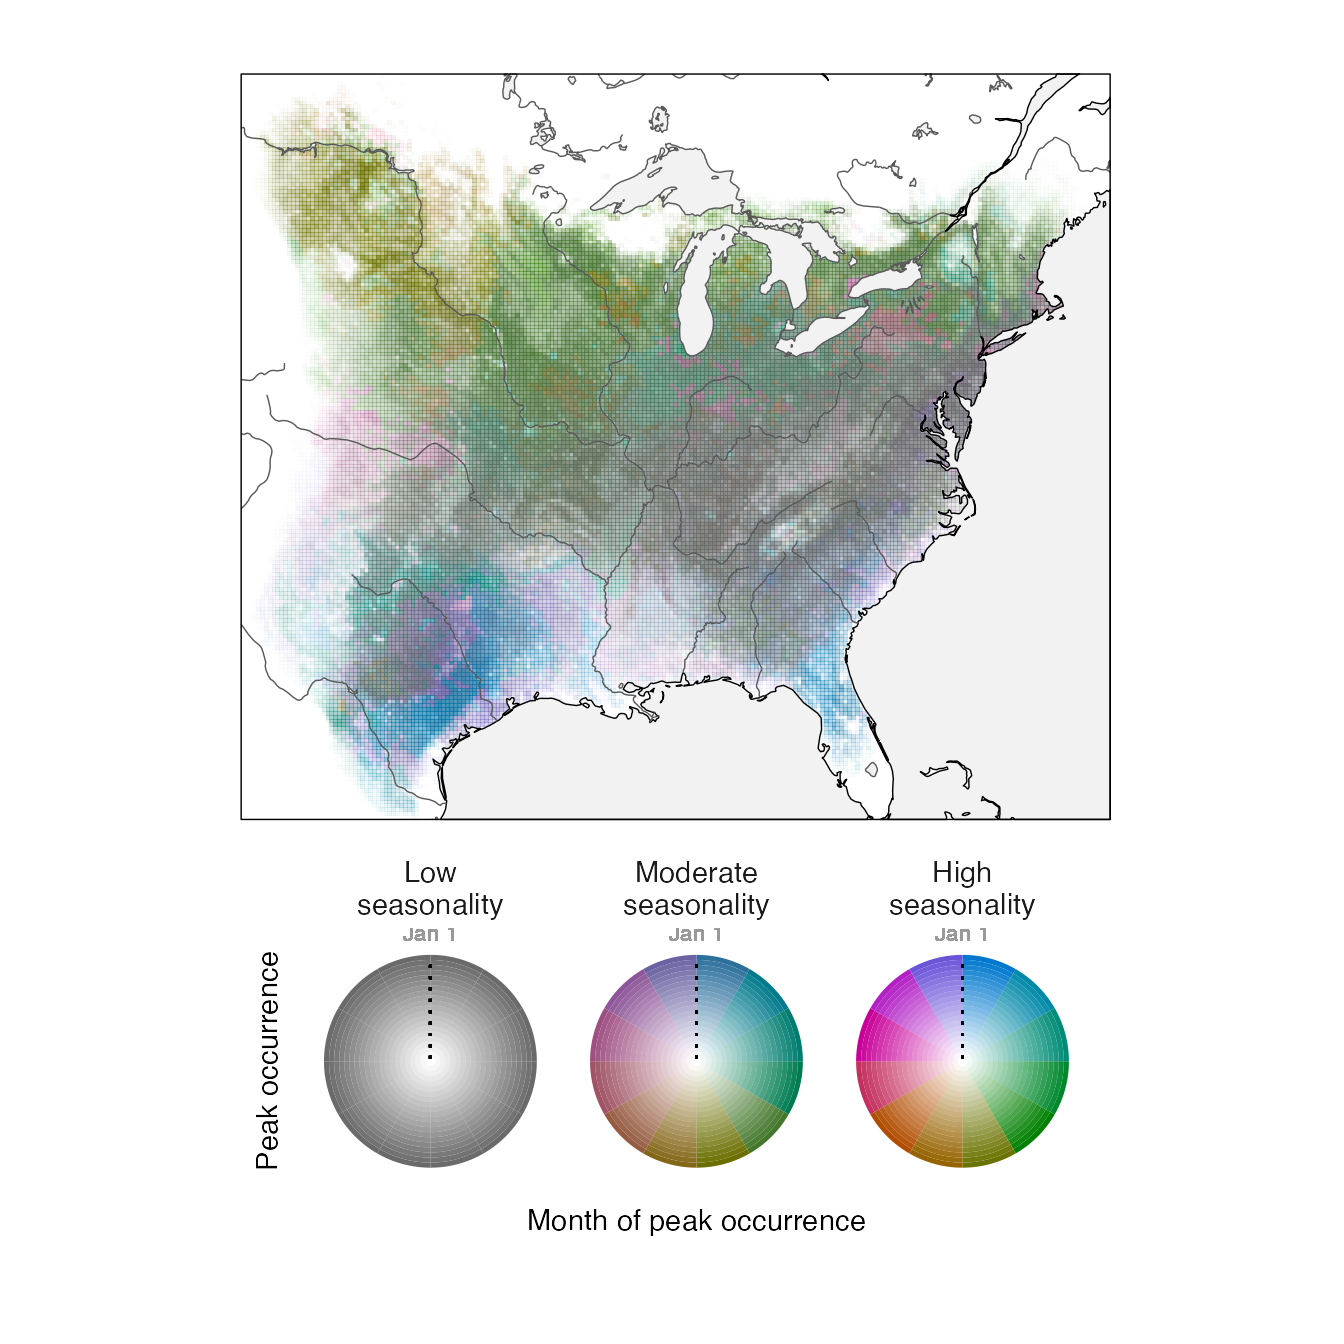 Low
seasonality
Jan 1
Moderate
seasonality
Jan 1
High
seasonality
Jan 1
Peak occurrence
Month of peak occurrence